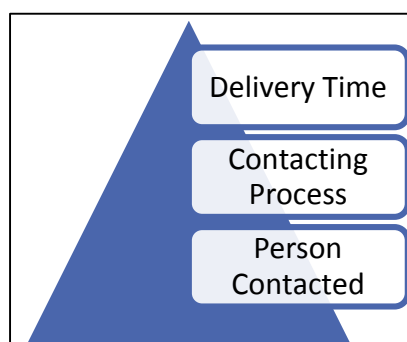 Delivery Time
Contacting
Process
Person
Contacted